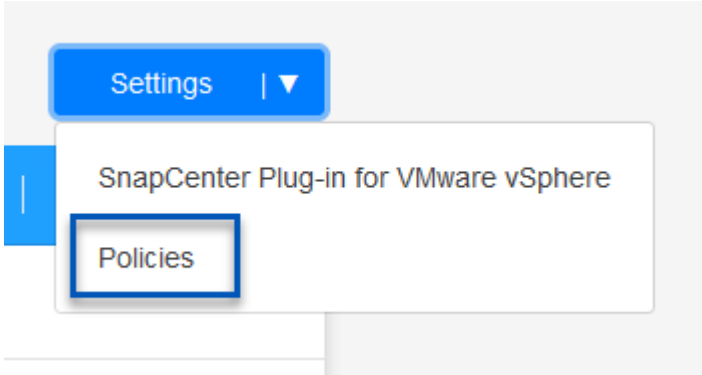 Settings | ▼
SnapCenter Plug-in for VMware vSphere
Policies